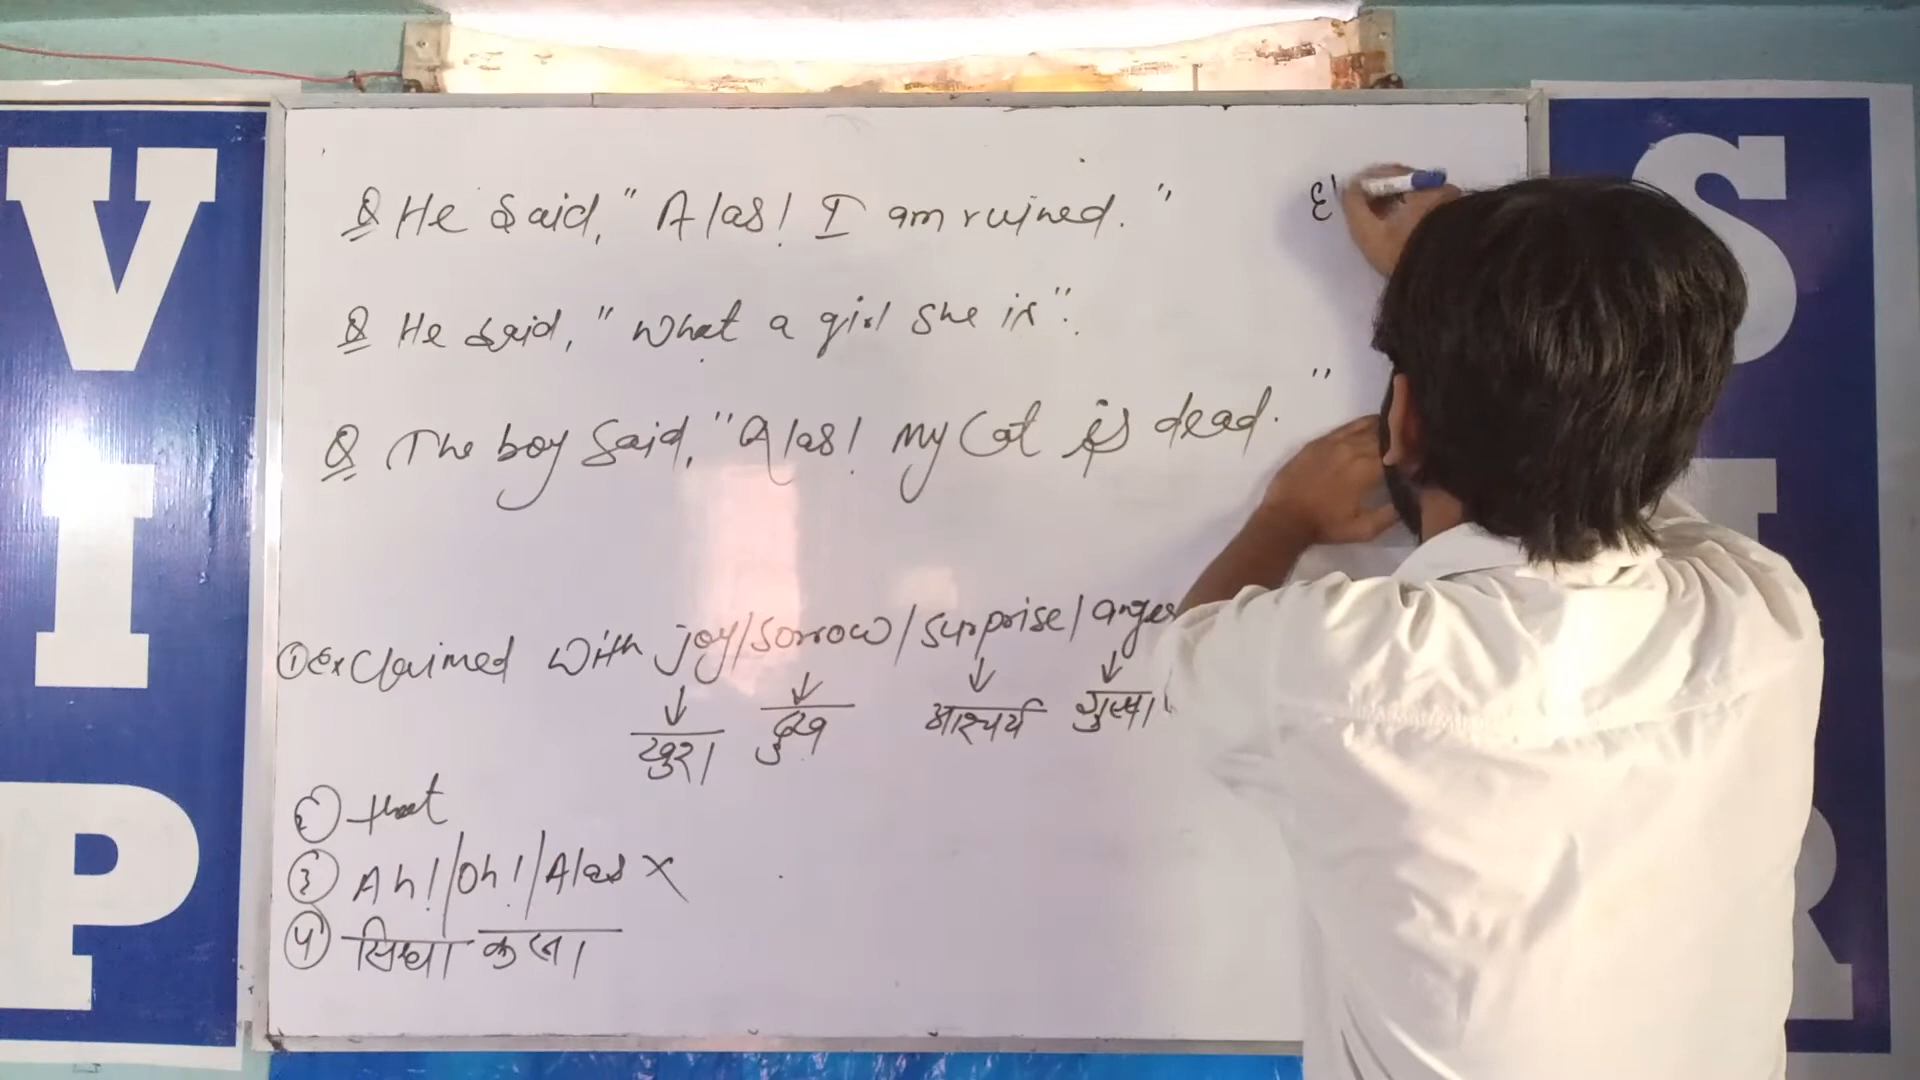 VIP
S R
Q He said, "Alas! I am ruined."
Q He said, "What a girl she is".
Q The boy said, "Alas! my Cat is dead."
① Exclaimed with joy/sorrow/surprise/anger
आश्चर्य
② that
③ Ah!/Oh!/Alas X
④